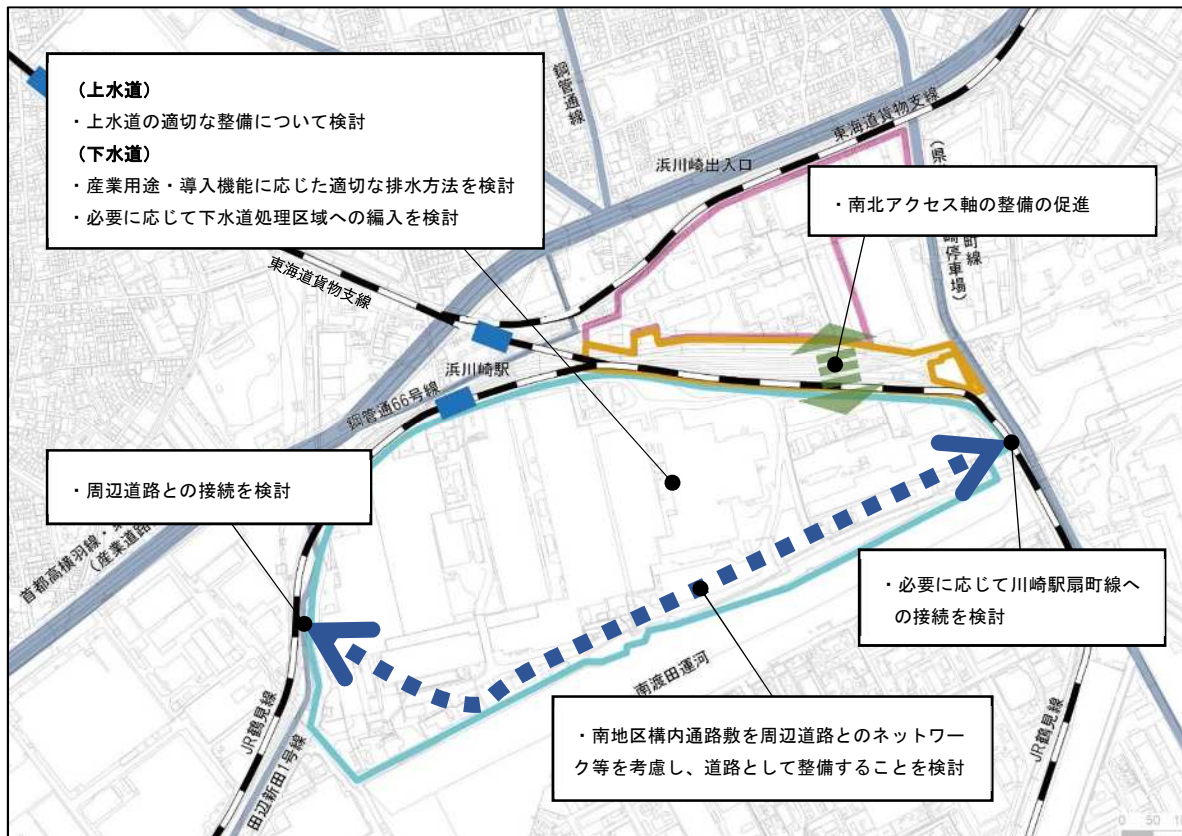 (上水道)
・上水道の適切な整備について検討
(下水道)
・産業用途・導入機能に応じた適切な排水方法を検討
・必要に応じて下水道処理区域への編入を検討
鋼管通線
東海道貨物支線
浜川崎出入口
(県
・南北アクセス軸の整備の促進
町線
停車場)
東海道貨物支線
浜川崎駅
鋼管通66号線
・周辺道路との接続を検討
首都高横羽線・
(産業道路
・必要に応じて川崎駅扇町線へ
の接続を検討
南渡田運河
・南地区構内通路敷を周辺道路とのネットワー
ク等を考慮し、道路として整備することを検討
JR鶴見線
田辺新田1号線
JR鶴見線
0 50 10